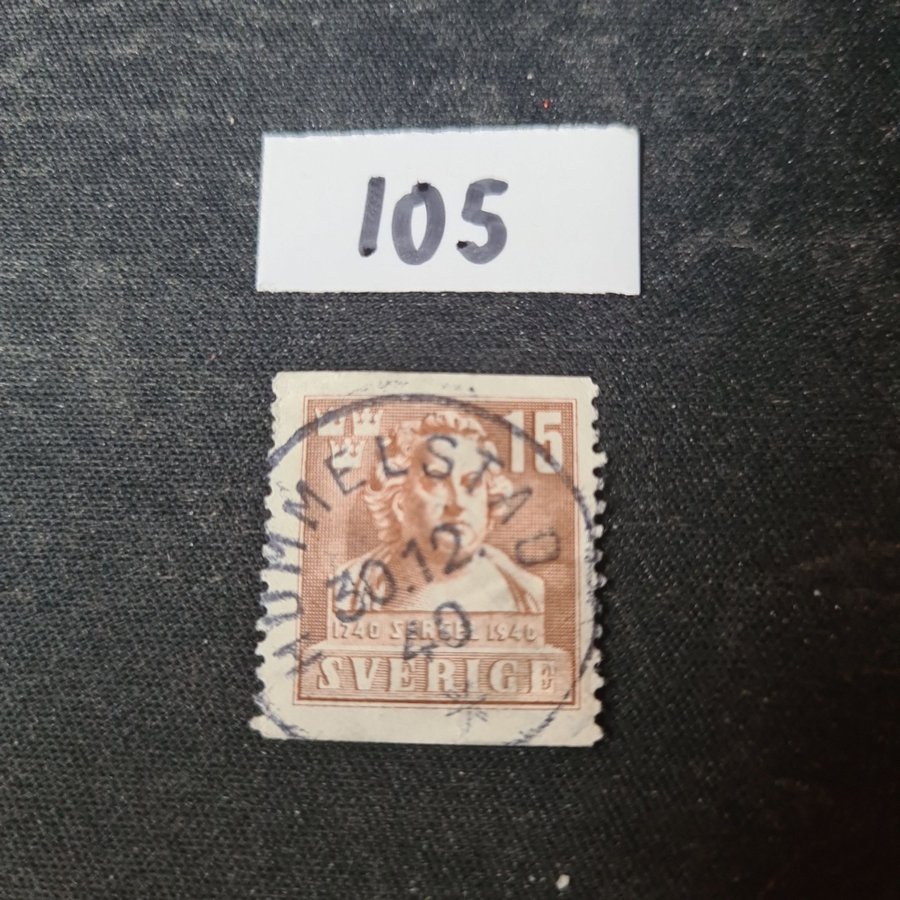 105
15
HUMMELSTAD
30.12.
40
1740 SERGEL 1940
SVERIGE